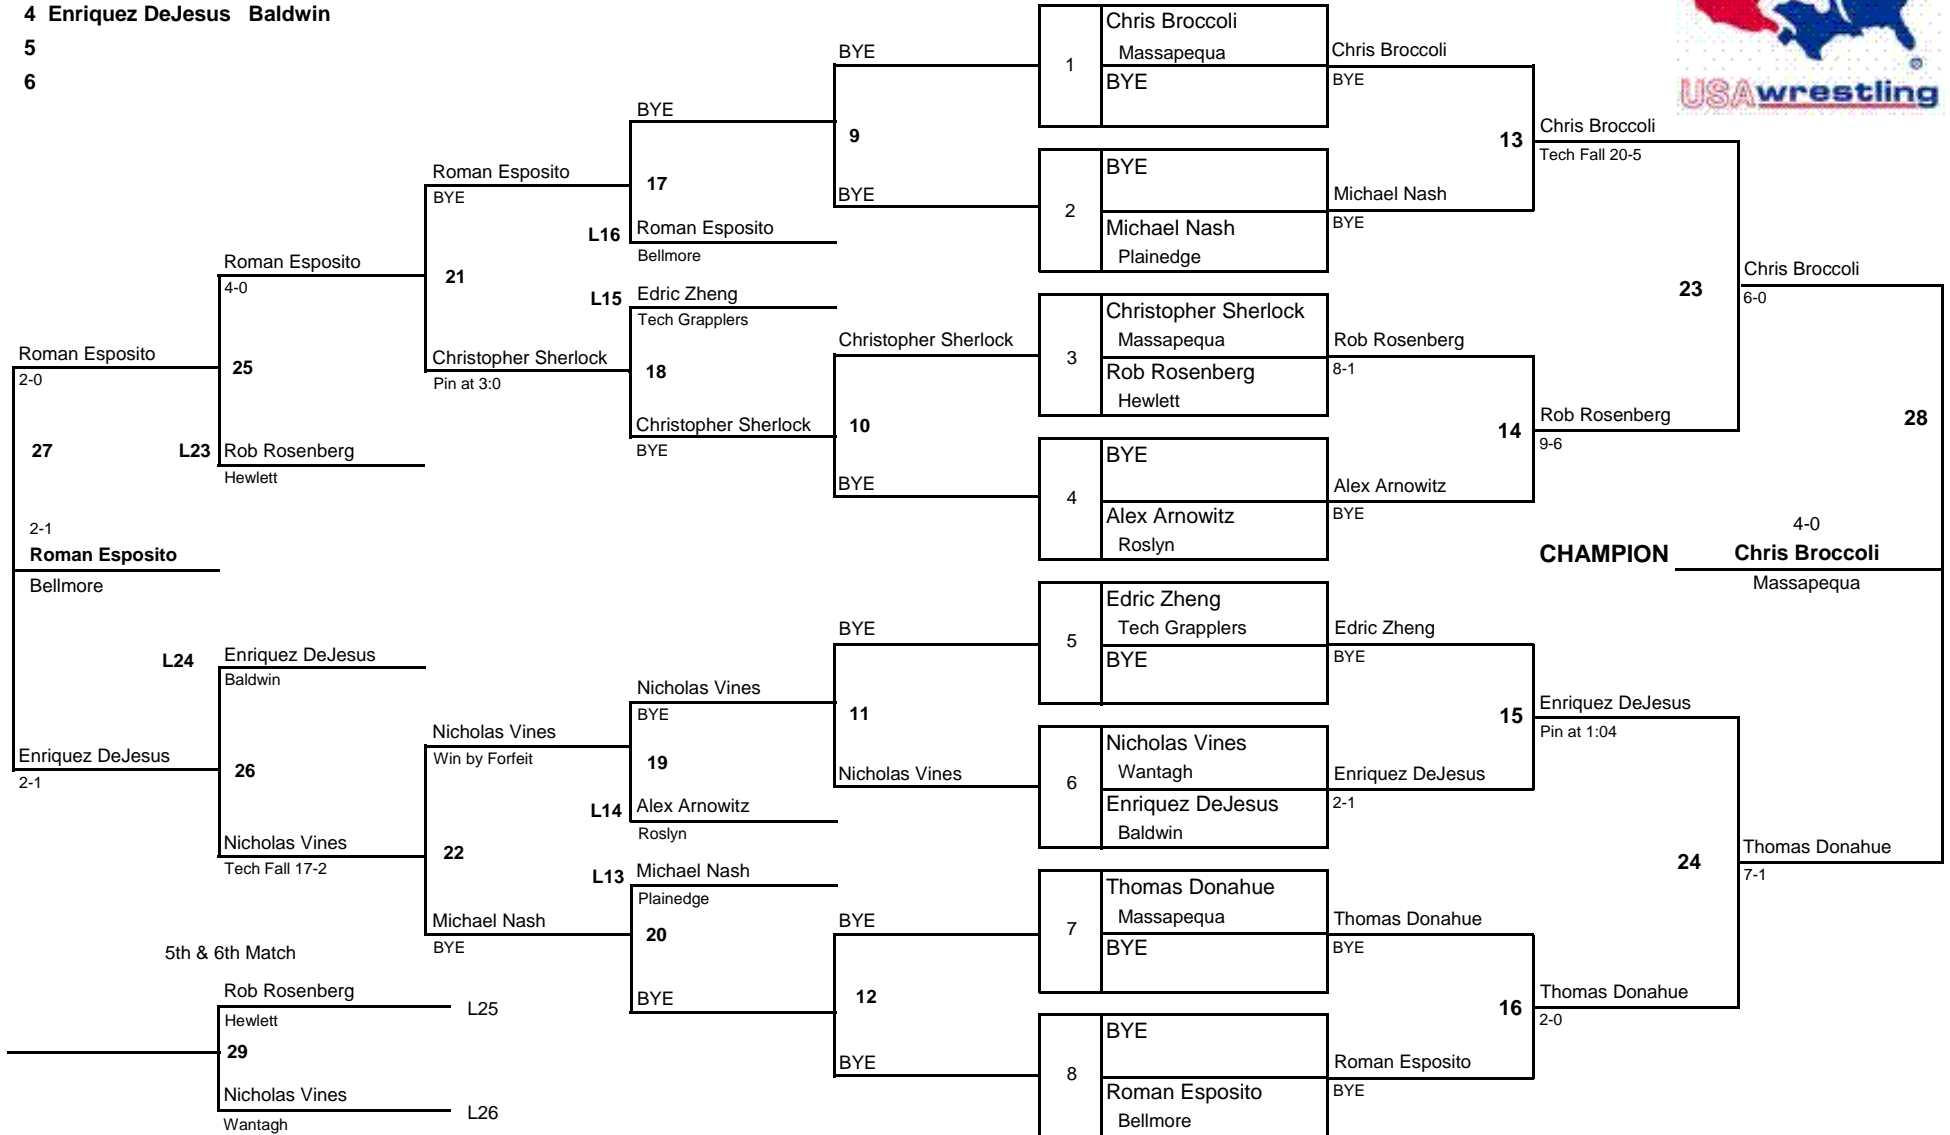 4 Enriquez DeJesus Baldwin
5
6
USAwrestling
®
1
Chris Broccoli
Massapequa
BYE
2
BYE
Michael Nash
Plainedge
3
Christopher Sherlock
Massapequa
Rob Rosenberg
Hewlett
4
BYE
Alex Arnowitz
Roslyn
5
Edric Zheng
Tech Grapplers
BYE
6
Nicholas Vines
Wantagh
Enriquez DeJesus
Baldwin
7
Thomas Donahue
Massapequa
BYE
8
BYE
Roman Esposito
Bellmore
Chris Broccoli
BYE
13
Michael Nash
BYE
Rob Rosenberg
8-1
14
Alex Arnowitz
BYE
Edric Zheng
BYE
15
Enriquez DeJesus
2-1
Thomas Donahue
BYE
16
Roman Esposito
BYE
Chris Broccoli
Tech Fall 20-5
23
Rob Rosenberg
9-6
Enriquez DeJesus
Pin at 1:04
24
Thomas Donahue
2-0
Chris Broccoli
6-0
28
4-0
CHAMPION Chris Broccoli
Massapequa
Thomas Donahue
7-1
BYE
9
BYE
Christopher Sherlock
10
BYE
BYE
11
Nicholas Vines
BYE
12
BYE
BYE
17
L16 Roman Esposito
Bellmore
L15 Edric Zheng
Tech Grapplers
18
Christopher Sherlock
BYE
Nicholas Vines
BYE
19
L14 Alex Arnowitz
Roslyn
L13 Michael Nash
Plainedge
20
BYE
Roman Esposito
BYE
21
Christopher Sherlock
Pin at 3:0
Nicholas Vines
Win by Forfeit
22
Michael Nash
BYE
Roman Esposito
4-0
25
L23 Rob Rosenberg
Hewlett
L24 Enriquez DeJesus
Baldwin
26
Nicholas Vines
Tech Fall 17-2
Roman Esposito
2-0
27
2-1
Roman Esposito
Bellmore
Enriquez DeJesus
2-1
5th & 6th Match
Rob Rosenberg L25
Hewlett
29
Nicholas Vines L26
Wantagh